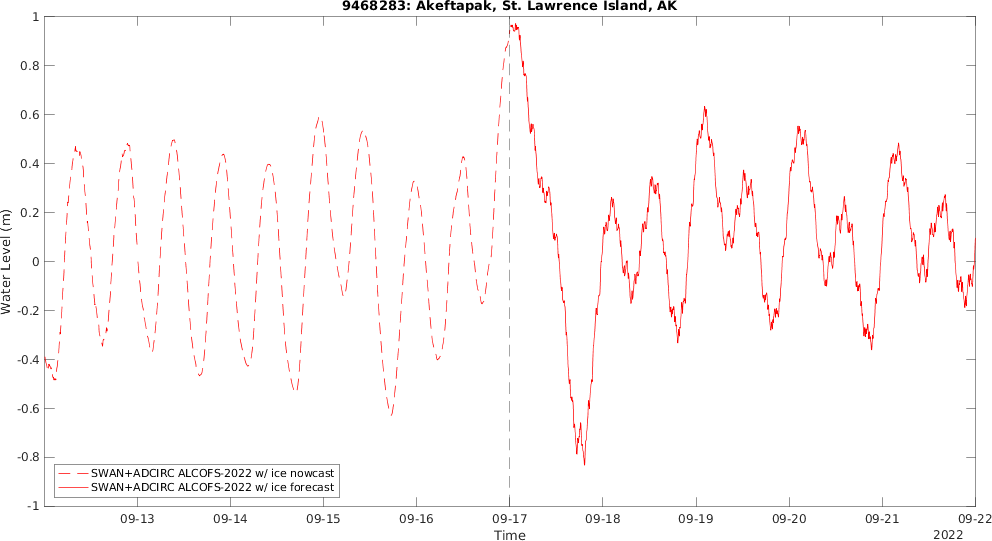 9468283: Akeftapak, St. Lawrence Island, AK
1
0.8
0.6
0.4
0.2
0
-0.2
-0.4
-0.6
-0.8
-1
Water Level (m)
SWAN+ADCIRC ALCOFS-2022 w/ ice nowcast
SWAN+ADCIRC ALCOFS-2022 w/ ice forecast
09-13 09-14 09-15 09-16 09-17 09-18 09-19 09-20 09-21 09-22
Time
2022